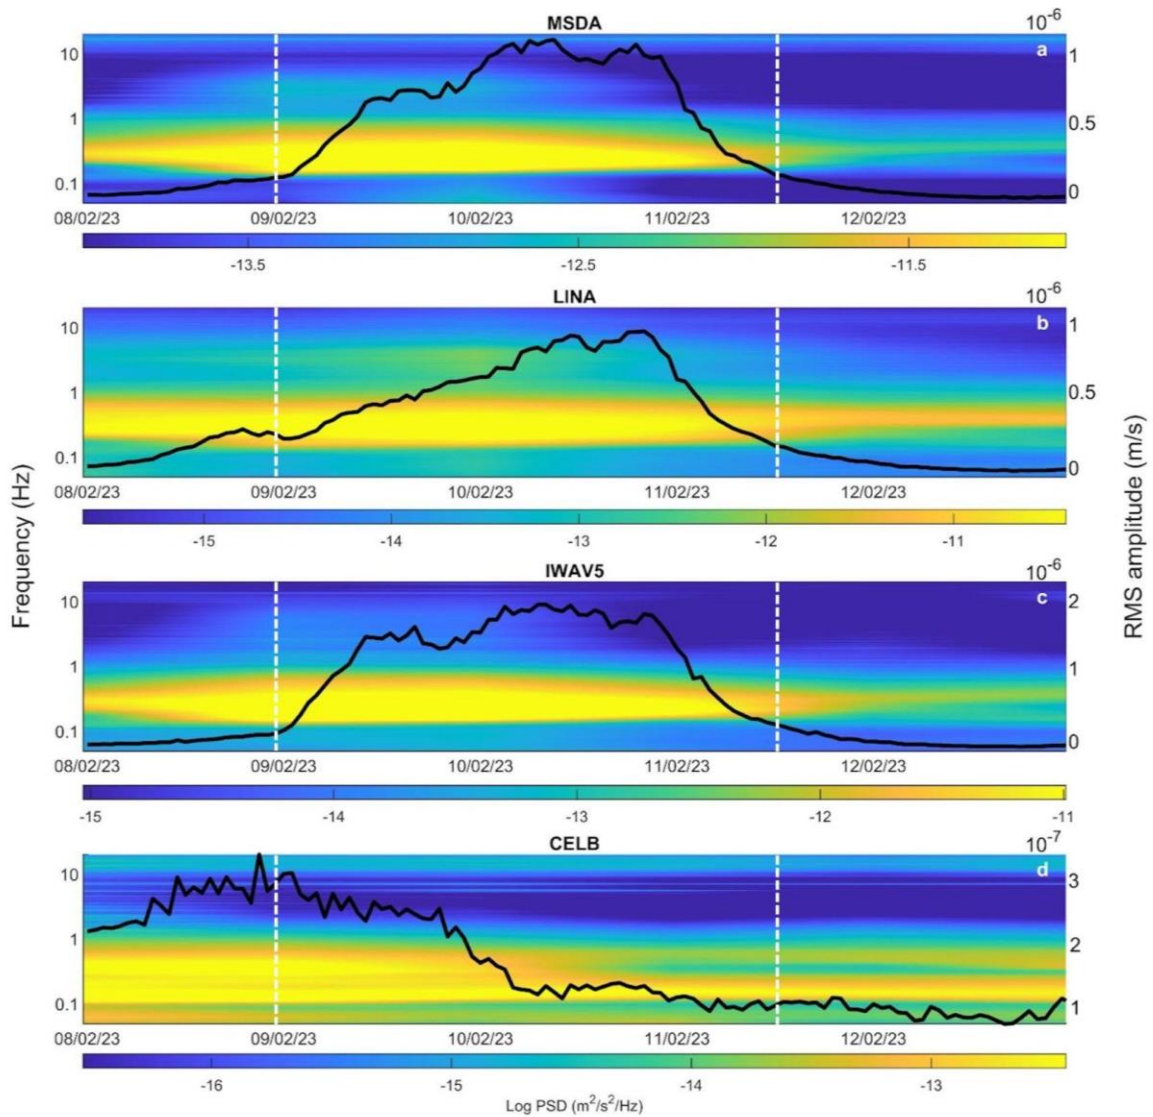 MSDA
10^-6
a
10
1
0.1
1
0.5
0
08/02/23 09/02/23 10/02/23 11/02/23 12/02/23
-13.5 -12.5 -11.5
LINA
10^-6
b
10
1
0.1
1
0.5
0
08/02/23 09/02/23 10/02/23 11/02/23 12/02/23
-15 -14 -13 -12 -11
Frequency (Hz)
RMS amplitude (m/s)
IWAV5
10^-6
c
10
1
0.1
2
1
0
08/02/23 09/02/23 10/02/23 11/02/23 12/02/23
-15 -14 -13 -12 -11
CELB
10^-7
d
10
1
0.1
3
2
1
08/02/23 09/02/23 10/02/23 11/02/23 12/02/23
-16 -15 -14 -13
Log PSD (m²/s²/Hz)